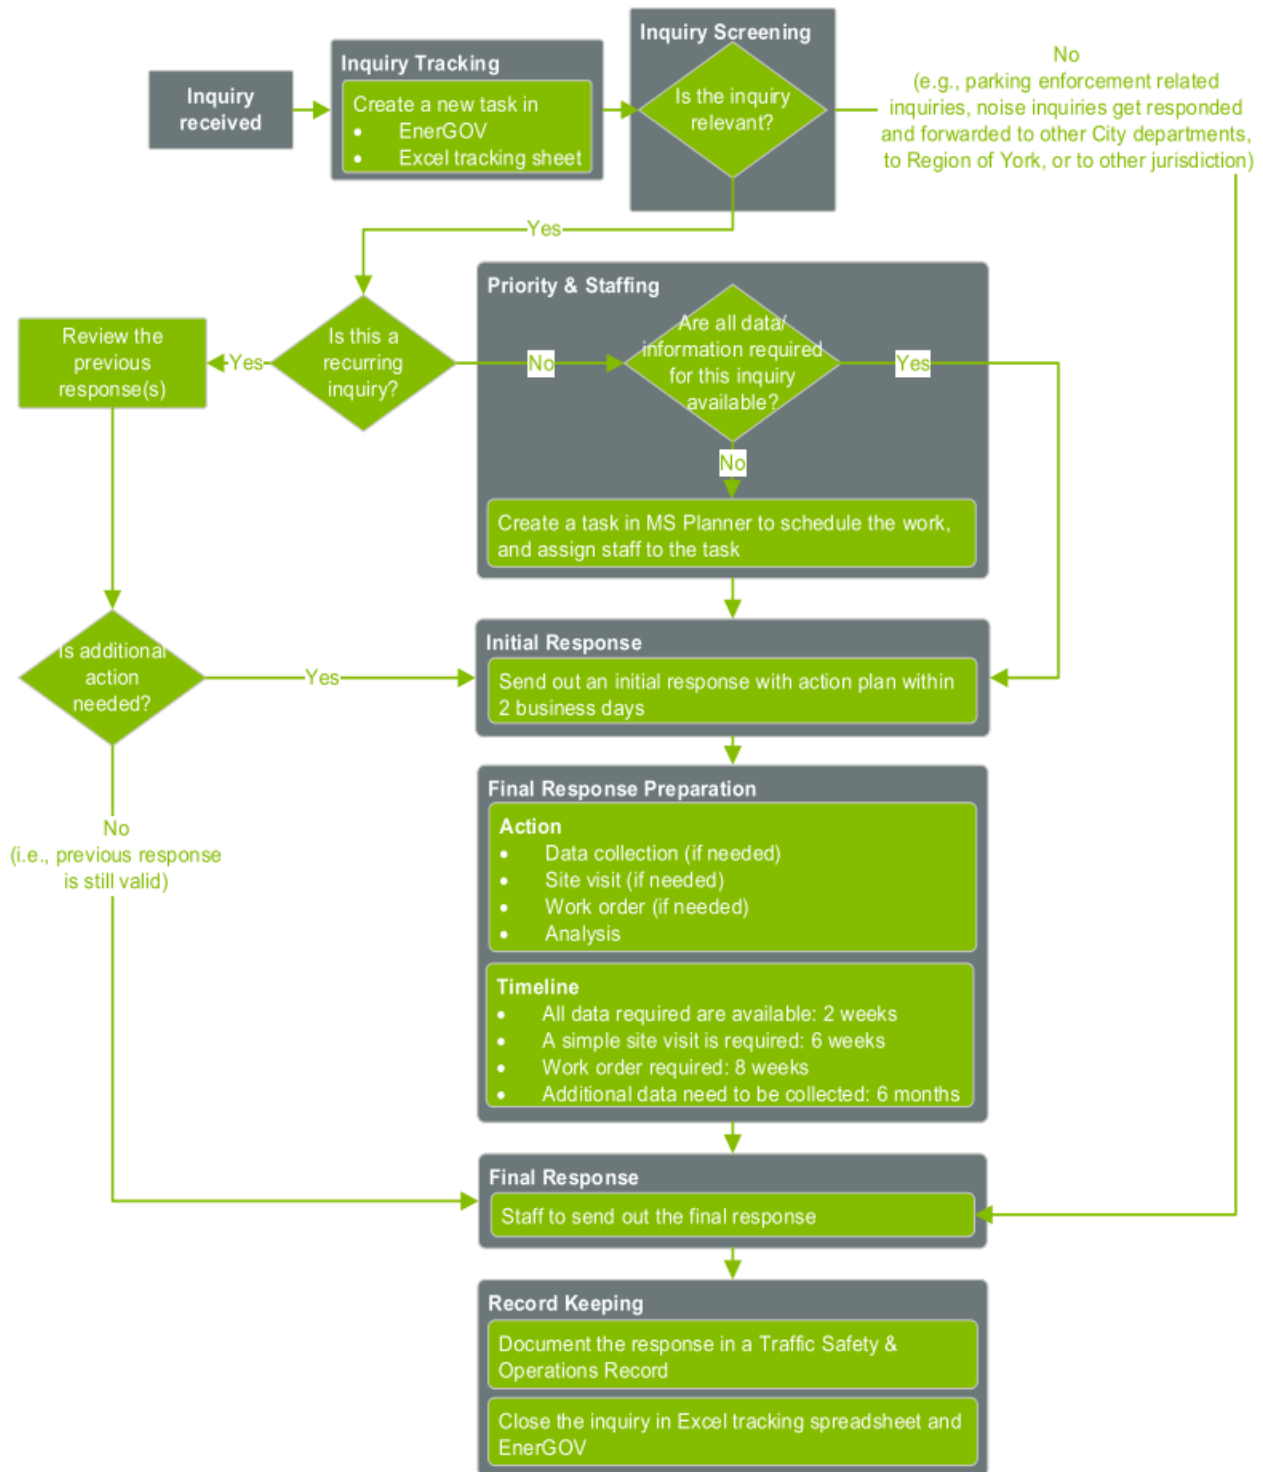 Inquiry
received
Inquiry Tracking
Create a new task in
• EnerGOV
• Excel tracking sheet
Inquiry Screening
Is the inquiry
relevant?
No
(e.g., parking enforcement related
inquiries, noise inquiries get responded
and forwarded to other City departments,
to Region of York, or to other jurisdiction)
Yes
Review the
previous
response(s)
Yes
Is this a
recurring
inquiry?
No
Priority & Staffing
Are all data/
information required
for this inquiry
available?
Yes
No
Create a task in MS Planner to schedule the work,
and assign staff to the task
Is additional
action
needed?
Yes
Initial Response
Send out an initial response with action plan within
2 business days
No
(i.e., previous response
is still valid)
Final Response Preparation
Action
• Data collection (if needed)
• Site visit (if needed)
• Work order (if needed)
• Analysis
Timeline
• All data required are available: 2 weeks
• A simple site visit is required: 6 weeks
• Work order required: 8 weeks
• Additional data need to be collected: 6 months
Final Response
Staff to send out the final response
Record Keeping
Document the response in a Traffic Safety &
Operations Record
Close the inquiry in Excel tracking spreadsheet and
EnerGOV